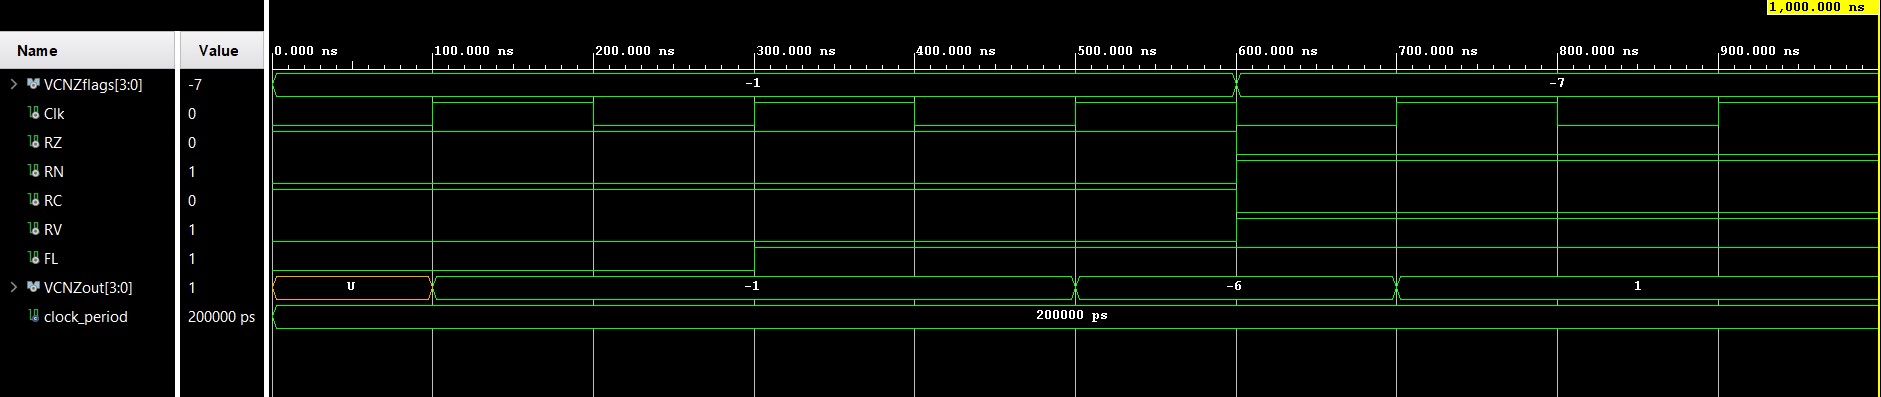 1,000.000 ns
Name Value 0.000 ns 100.000 ns 200.000 ns 300.000 ns 400.000 ns 500.000 ns 600.000 ns 700.000 ns 800.000 ns 900.000 ns
VCNZflags[3:0] -7 -1 -7
Clk 0
RZ 0
RN 1
RC 0
RV 1
FL 1
VCNZout[3:0] 1 U -1 -6 1
clock_period 200000 ps 200000 ps